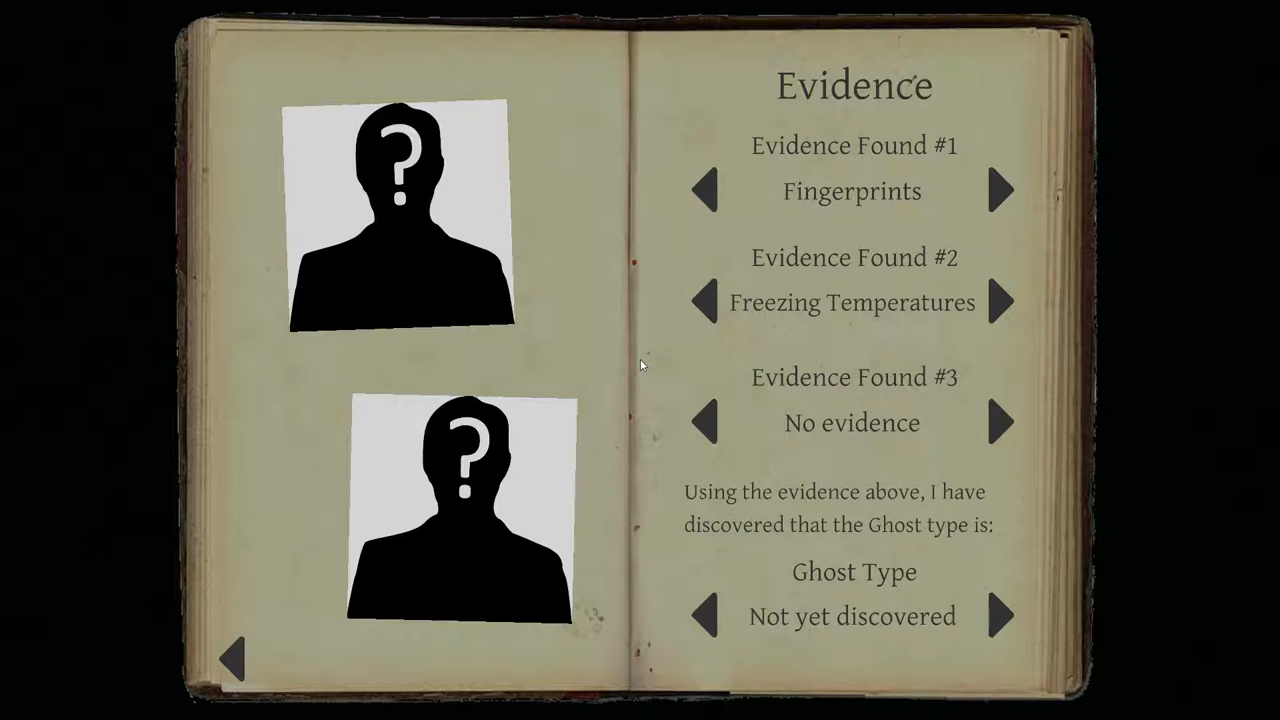 ?
?
Evidence
Evidence Found #1
Fingerprints
Evidence Found #2
Freezing Temperatures
Evidence Found #3
No evidence
Using the evidence above, I have
discovered that the Ghost type is:
Ghost Type
Not yet discovered